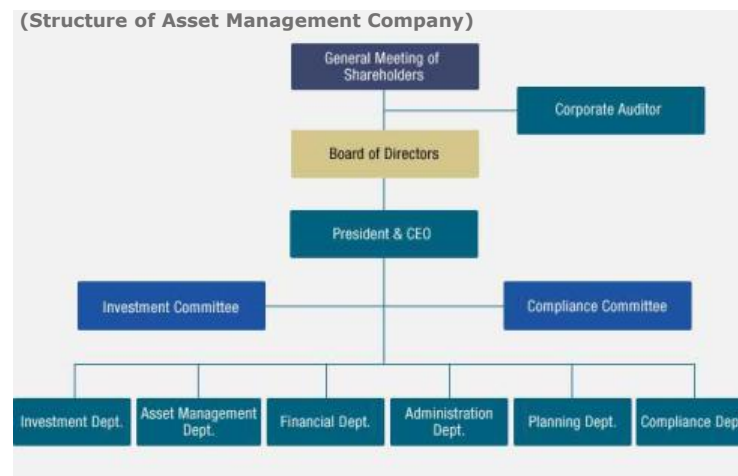 (Structure of Asset Management Company)
General Meeting of
Shareholders
Corporate Auditor
Board of Directors
President & CEO
Investment Committee
Compliance Committee
Investment Dept.
Asset Management
Dept.
Financial Dept.
Administration
Dept.
Planning Dept.
Compliance Dep